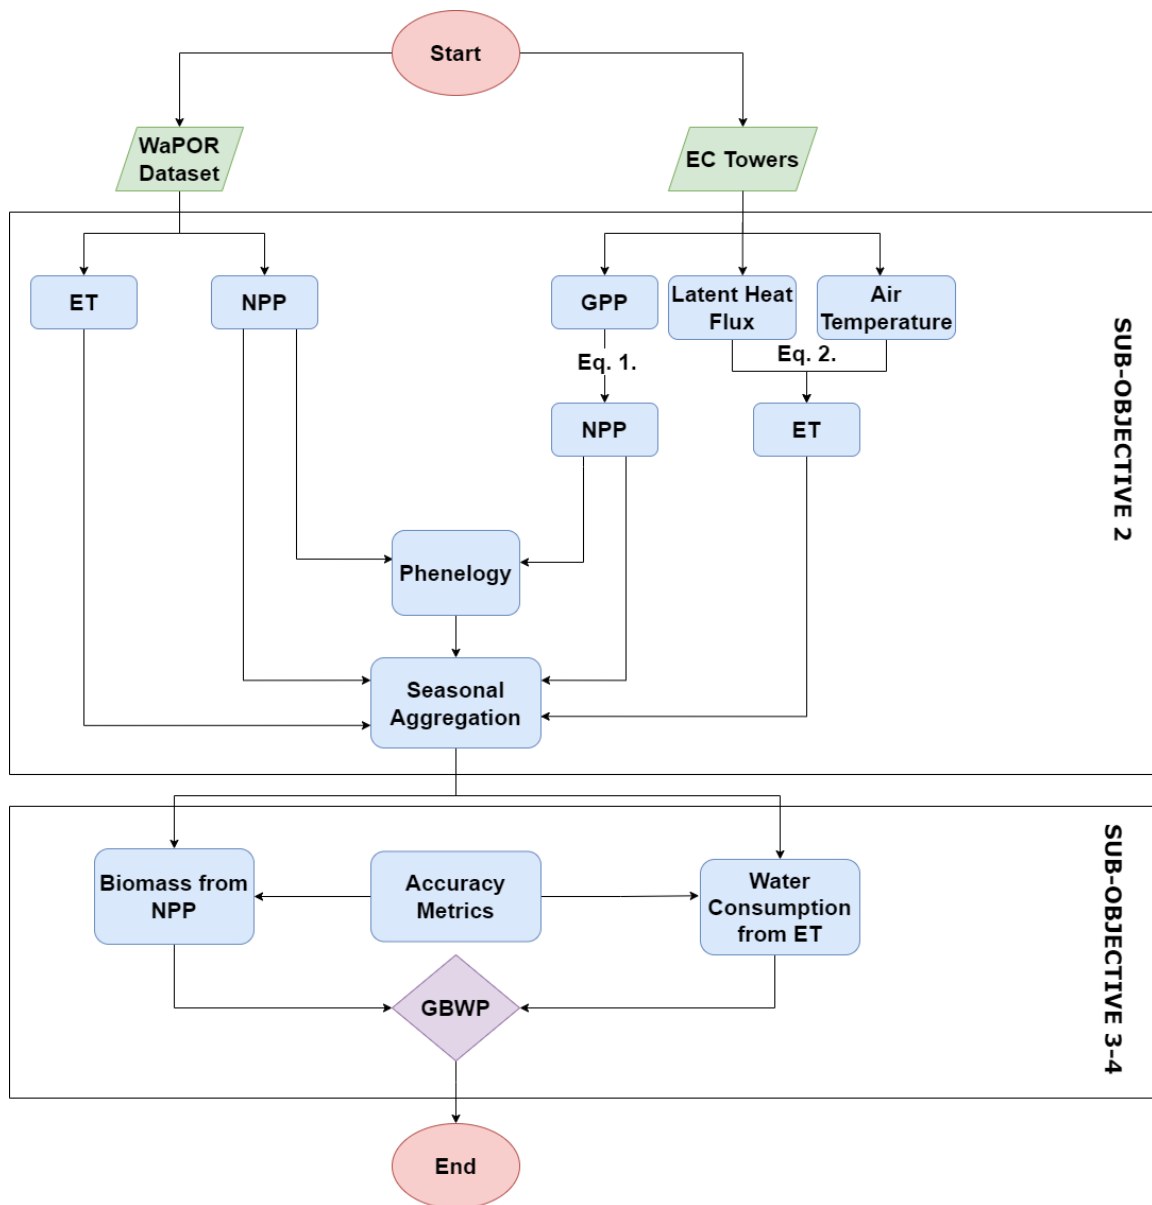 Start
WaPOR
Dataset
EC Towers
ET
NPP
GPP
Latent Heat
Flux
Air
Temperature
Eq. 1.
Eq. 2.
NPP
ET
SUB-OBJECTIVE 2
Phenelogy
Seasonal
Aggregation
Biomass from
NPP
Accuracy
Metrics
Water
Consumption
from ET
SUB-OBJECTIVE 3-4
GBWP
End